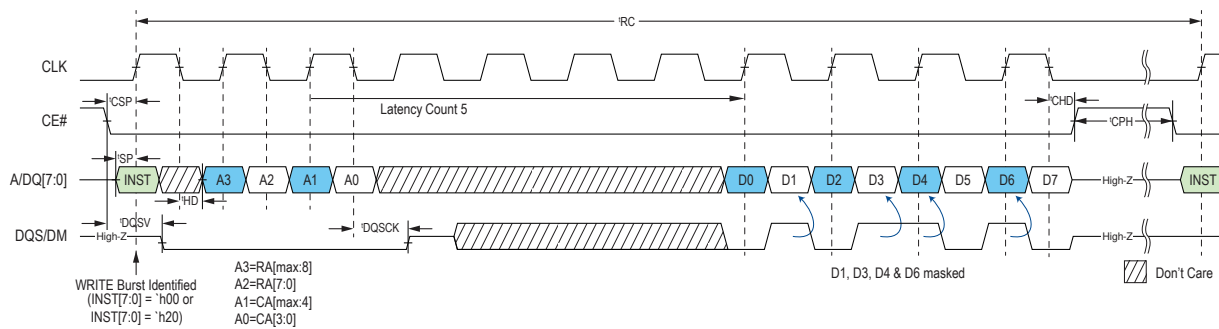 tRC
CLK
Latency Count 5
tCSP
tCHD
CE#
tCPH
tSP
A/DQ[7:0]
INST
A3
A2
A1
A0
D0
D1
D2
D3
D4
D5
D6
D7
High-Z
INST
tHD
tDQSV
tDQSCK
DQS/DM
High-Z
High-Z
A3=RA[max:8]
A2=RA[7:0]
A1=CA[max:4]
A0=CA[3:0]
D1, D3, D4 & D6 masked
Don't Care
WRITE Burst Identified
(INST[7:0] = `h00 or
INST[7:0] = `h20)